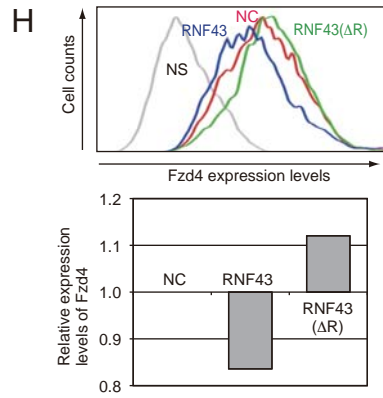 H
RNF43 NC RNF43(ΔR)
NS
Cell counts
Fzd4 expression levels
Relative expression
levels of Fzd4
1.2
1.1
1.0
0.9
0.8
NC RNF43
RNF43
(ΔR)